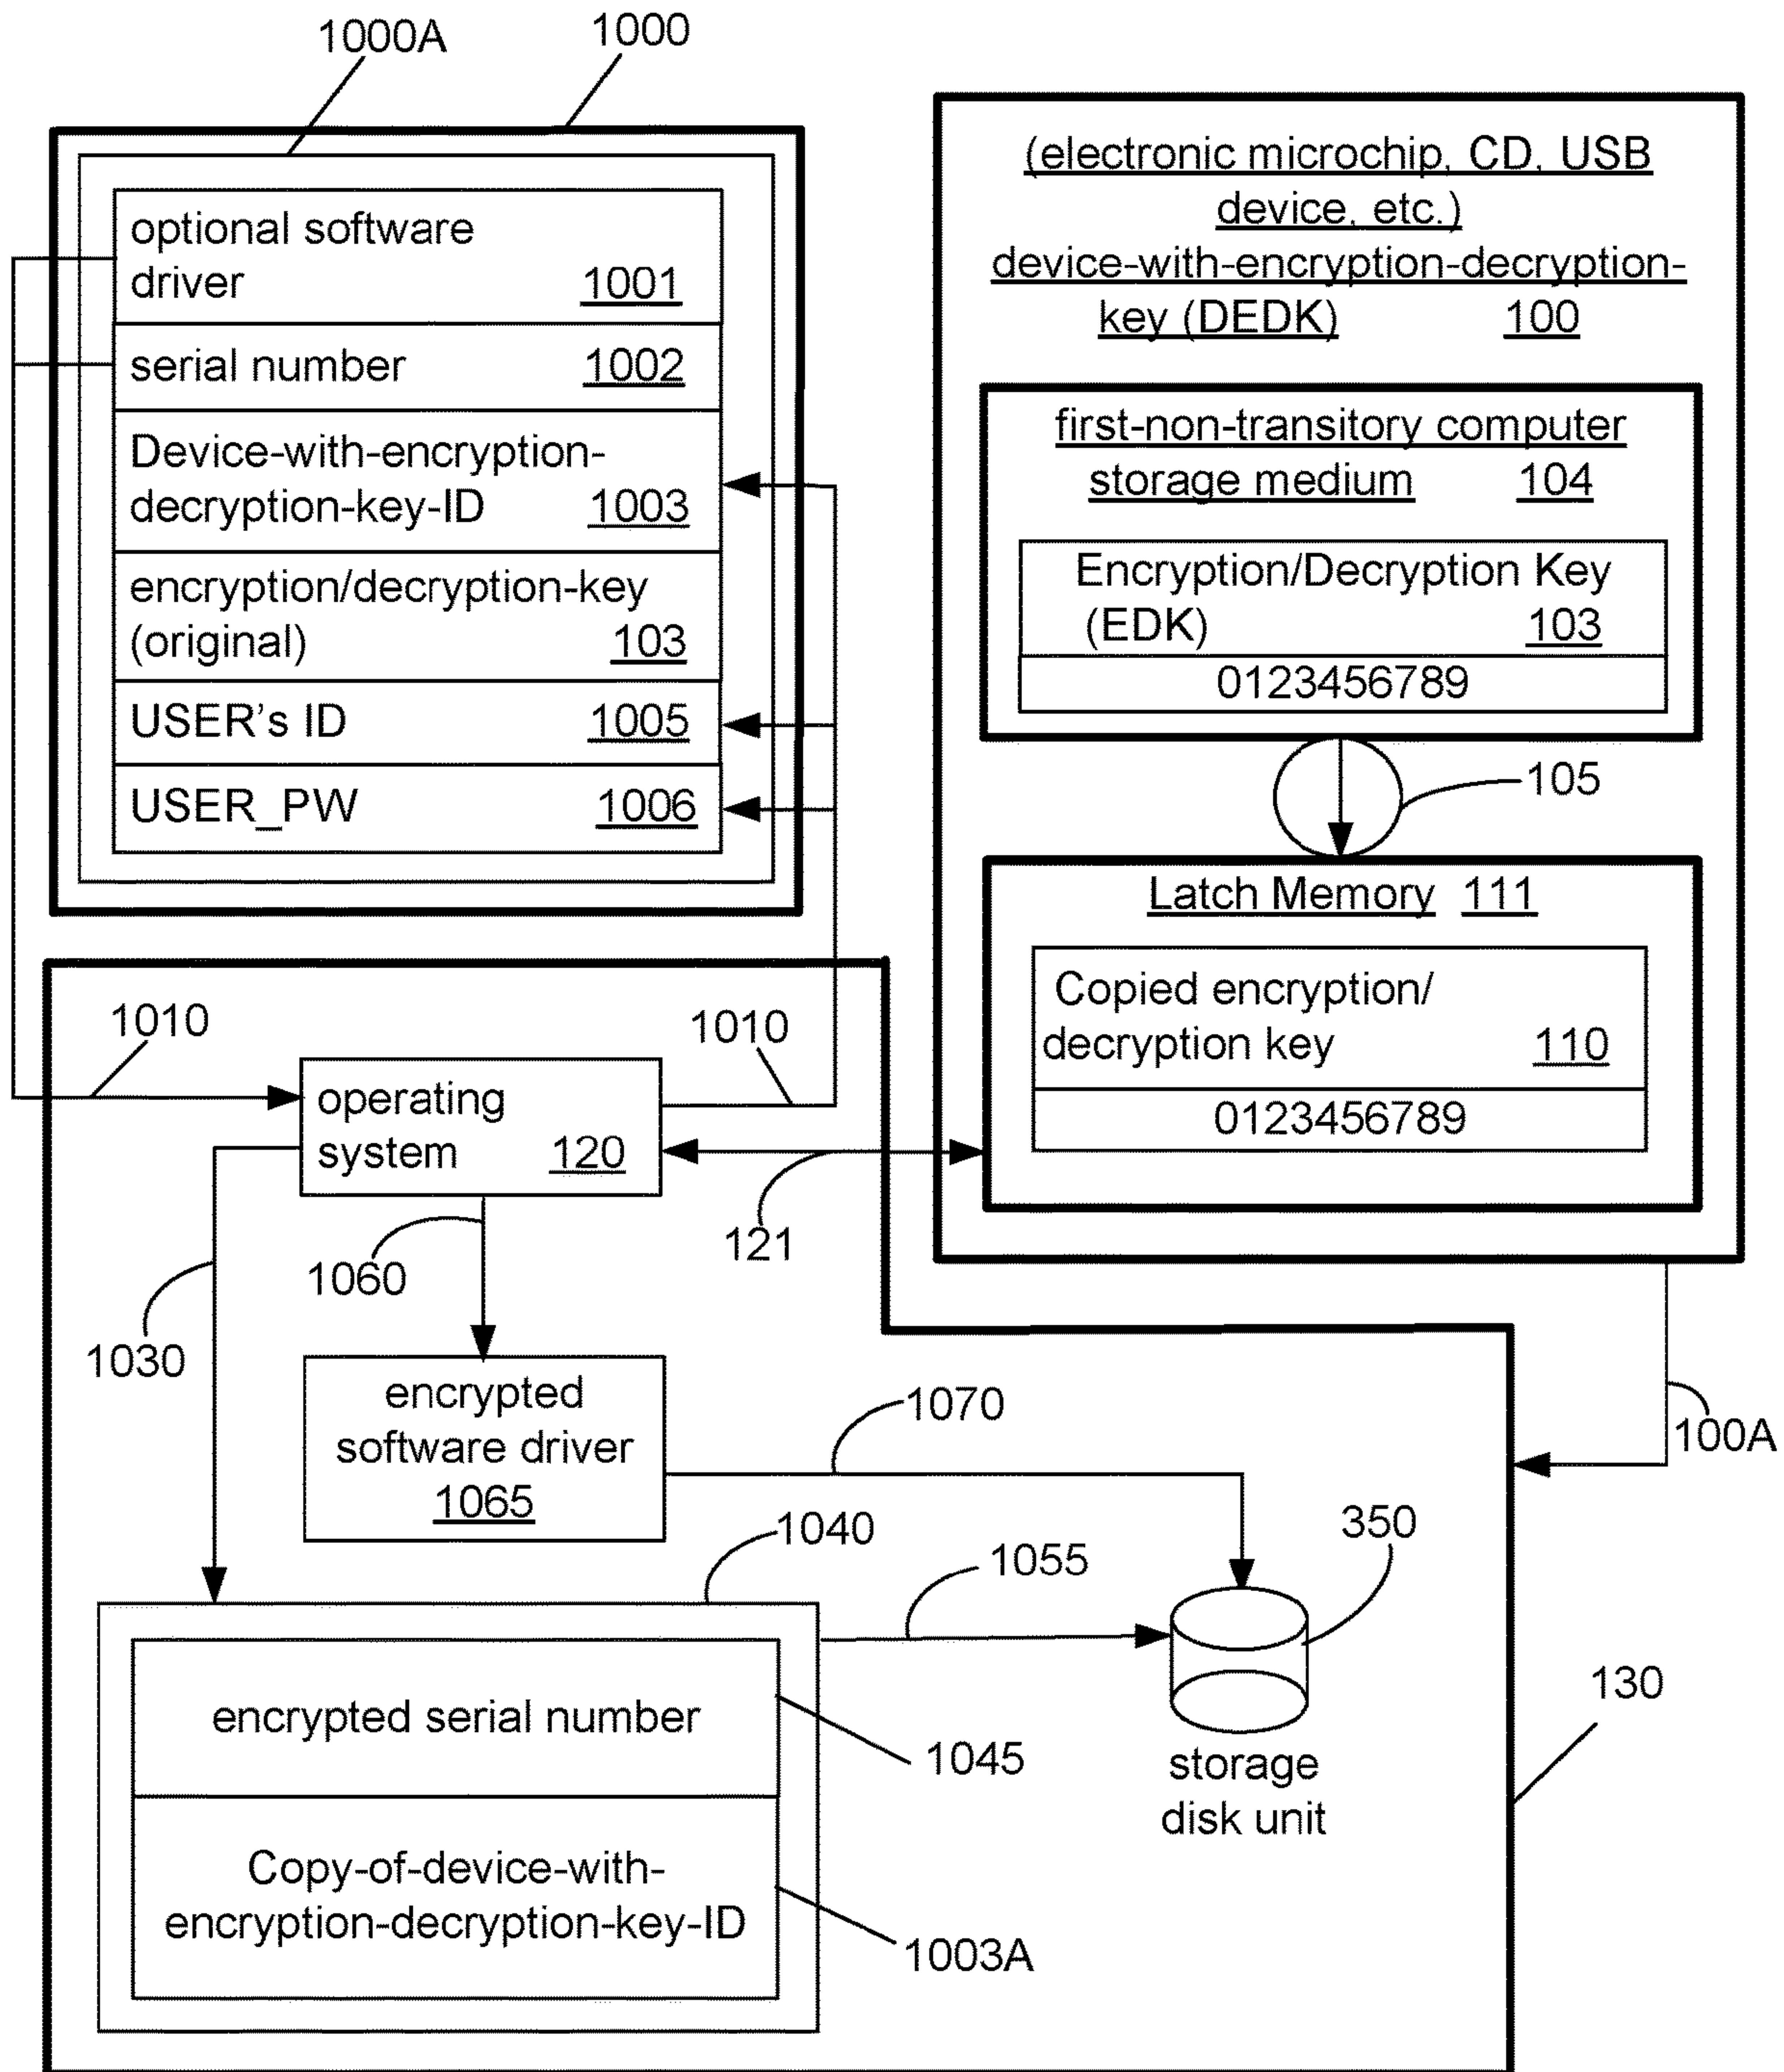 1000A
1000
optional software
driver 1001
serial number 1002
Device-with-encryption-
decryption-key-ID 1003
encryption/decryption-key
(original) 103
USER's ID 1005
USER_PW 1006
(electronic microchip, CD, USB
device, etc.)
device-with-encryption-decryption-
key (DEDK) 100
first-non-transitory computer
storage medium 104
Encryption/Decryption Key
(EDK) 103
0123456789
105
Latch Memory 111
Copied encryption/
decryption key 110
0123456789
1010
1010
operating
system 120
121
1060
1030
100A
encrypted
software driver
1065
1070
1040
1055
350
encrypted serial number
1045
storage
disk unit
130
Copy-of-device-with-
encryption-decryption-key-ID
1003A